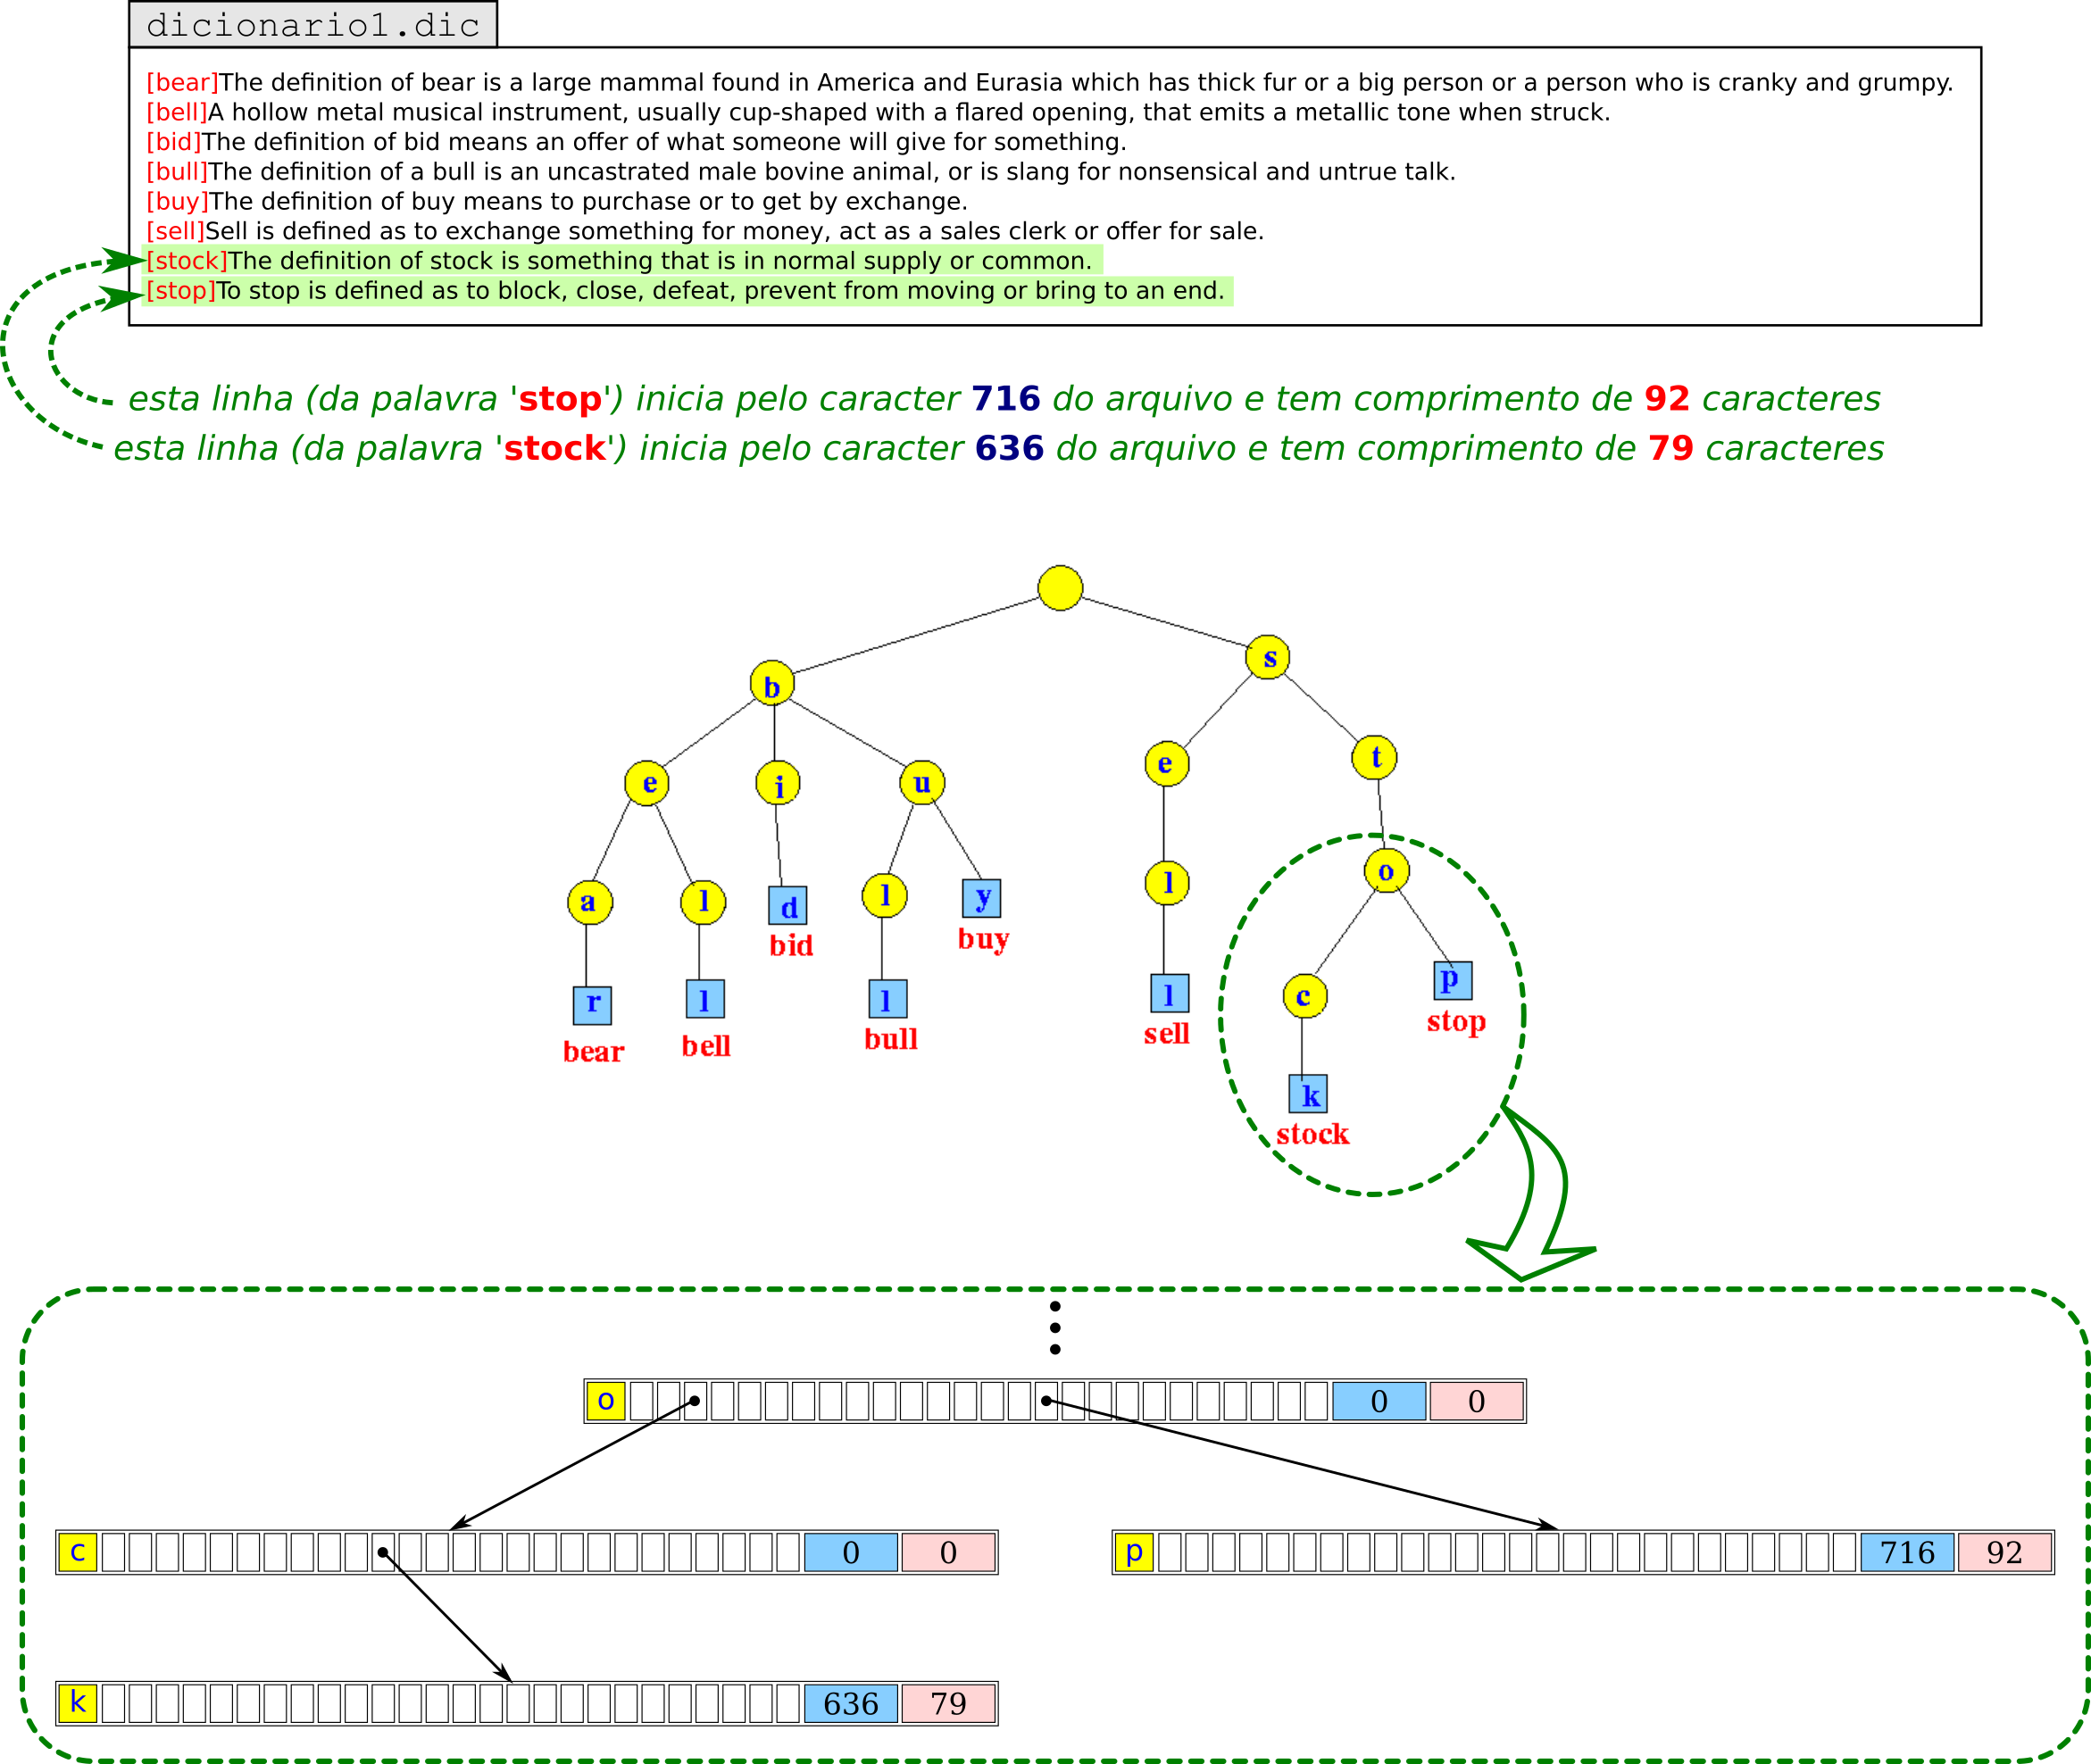 dicionario1.dic
[bear]The definition of bear is a large mammal found in America and Eurasia which has thick fur or a big person or a person who is cranky and grumpy.
[bell]A hollow metal musical instrument, usually cup-shaped with a flared opening, that emits a metallic tone when struck.
[bid]The definition of bid means an offer of what someone will give for something.
[bull]The definition of a bull is an uncastrated male bovine animal, or is slang for nonsensical and untrue talk.
[buy]The definition of buy means to purchase or to get by exchange.
[sell]Sell is defined as to exchange something for money, act as a sales clerk or offer for sale.
[stock]The definition of stock is something that is in normal supply or common.
[stop]To stop is defined as to block, close, defeat, prevent from moving or bring to an end.
esta linha (da palavra 'stop') inicia pelo caracter 716 do arquivo e tem comprimento de 92 caracteres
esta linha (da palavra 'stock') inicia pelo caracter 636 do arquivo e tem comprimento de 79 caracteres
s
b
e i u e t
a l d l y l o
bid buy
r l l l c p
bear bell bull sell stop
k
stock
o 0 0
c 0 0 p 716 92
k 636 79